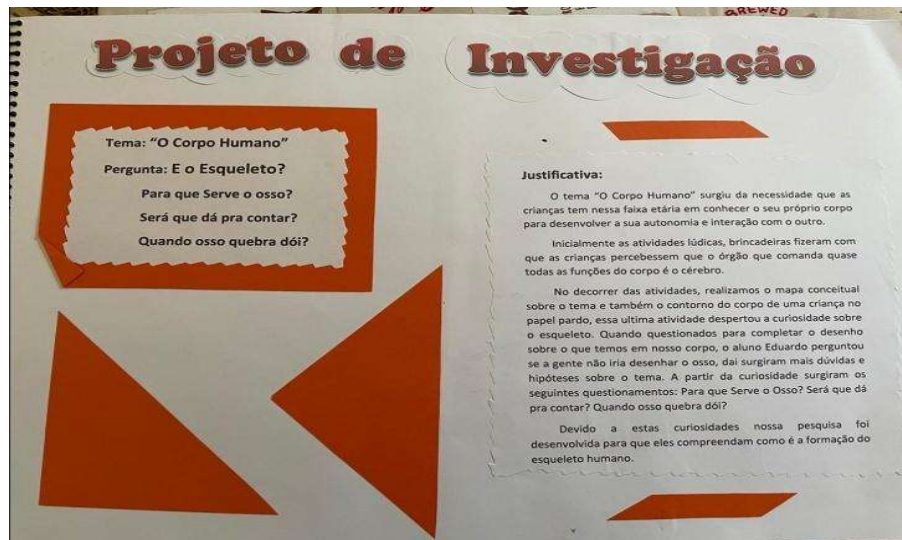 BREWED
Projeto de Investigação
Tema: “O Corpo Humano”
Pergunta: E o Esqueleto?
Para que Serve o osso?
Será que dá pra contar?
Quando osso quebra dói?
Justificativa:
O tema “O Corpo Humano” surgiu da necessidade que as
crianças tem nessa faixa etária em conhecer o seu próprio corpo
para desenvolver a sua autonomia e interação com o outro.
Inicialmente as atividades lúdicas, brincadeiras fizeram com
que as crianças percebessem que o órgão que comanda quase
todas as funções do corpo é o cérebro.
No decorrer das atividades, realizamos o mapa conceitual
sobre o tema e também o contorno do corpo de uma criança no
papel pardo, essa ultima atividade despertou a curiosidade sobre
o esqueleto. Quando questionados para completar o desenho
sobre o que temos em nosso corpo, o aluno Eduardo perguntou
se a gente não iria desenhar o osso, dai surgiram mais dúvidas e
hipóteses sobre o tema. A partir da curiosidade surgiram os
seguintes questionamentos: Para que Serve o Osso? Será que dá
pra contar? Quando osso quebra dói?
Devido a estas curiosidades nossa pesquisa foi
desenvolvida para que eles compreendam como é a formação do
esqueleto humano.